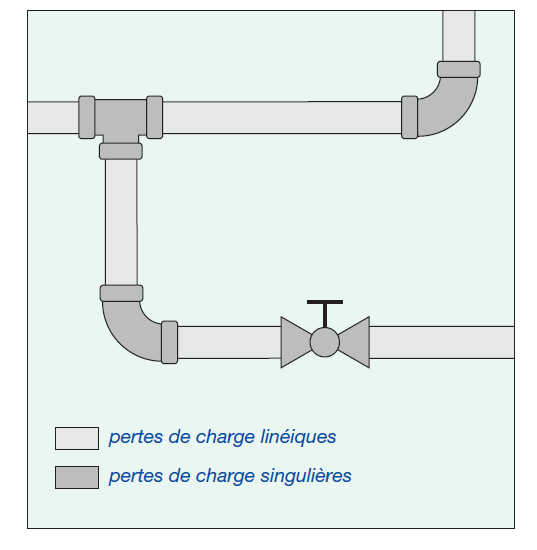 pertes de charge linéiques
pertes de charge singulières